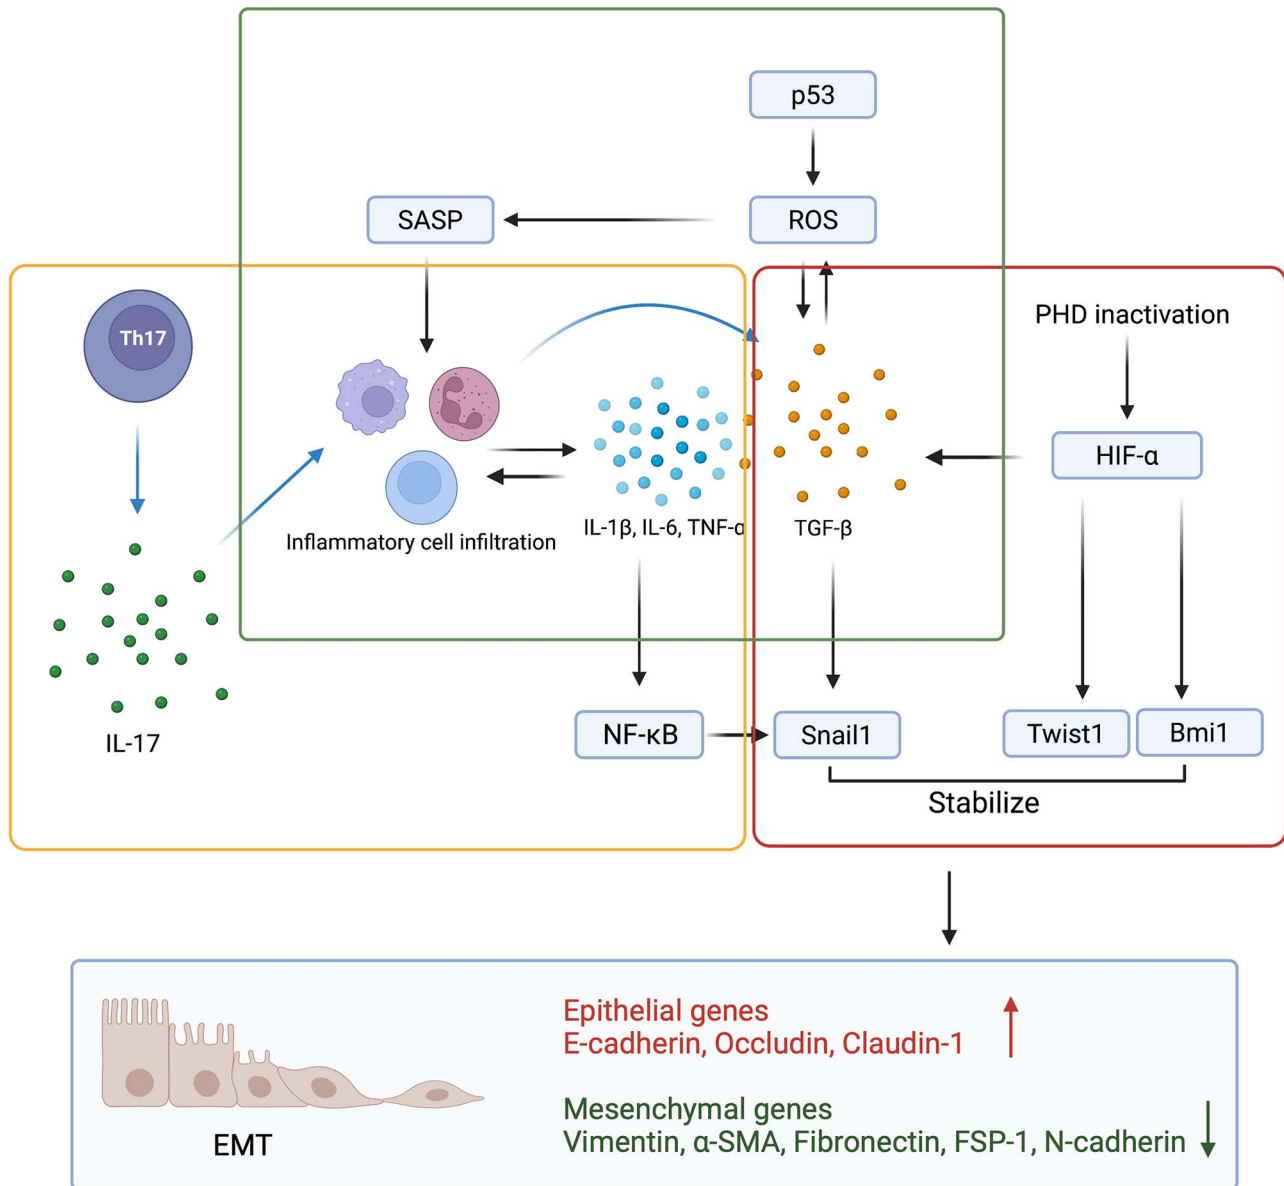 p53
SASP
ROS
Th17
PHD inactivation
HIF-α
Inflammatory cell infiltration
IL-1β, IL-6, TNF-α
TGF-β
IL-17
NF-κB
Snail1
Twist1
Bmi1
Stabilize
Epithelial genes
E-cadherin, Occludin, Claudin-1
Mesenchymal genes
Vimentin, α-SMA, Fibronectin, FSP-1, N-cadherin
EMT